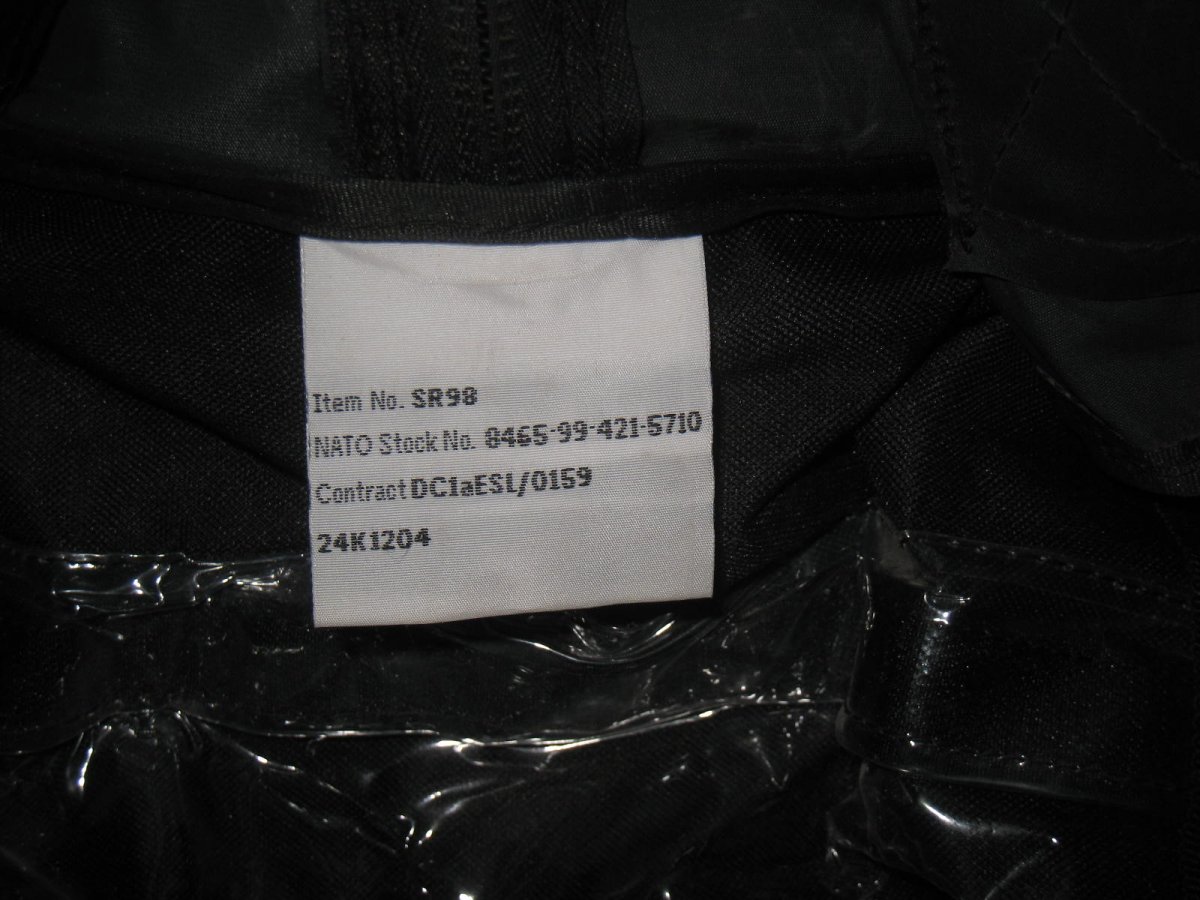 Item No. SR98
NATO Stock No. 8465-99-421-5710
Contract DC1aESL/0159
24K1204